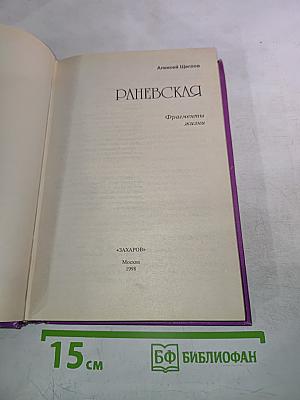 Алексей Щеглов
РАНЕВСКАЯ
Фрагменты
жизни
«ЗАХАРОВ»
Москва
1998
15 см
БФ БИБЛИОФАН